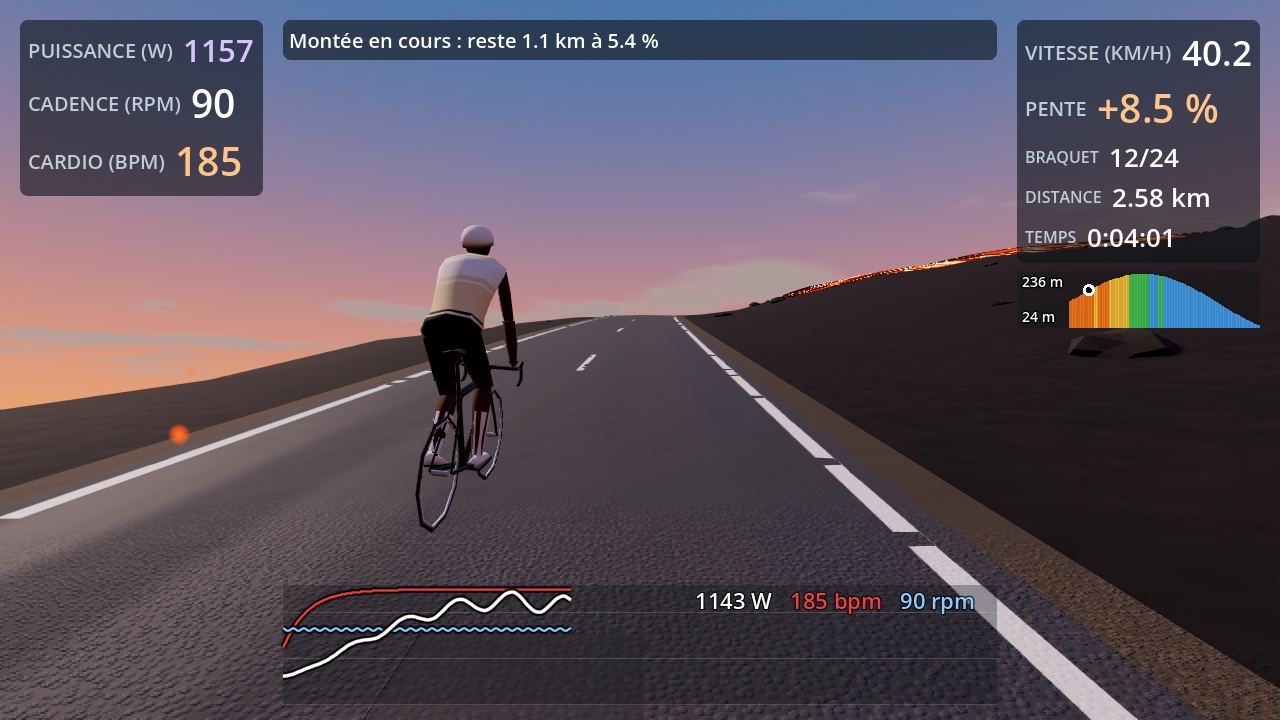 PUISSANCE (W) 1157
CADENCE (RPM) 90
CARDIO (BPM) 185
Montée en cours : reste 1.1 km à 5.4 %
VITESSE (KM/H) 40.2
PENTE +8.5 %
BRAQUET 12/24
DISTANCE 2.58 km
TEMPS 0:04:01
236 m
24 m
1143 W 185 bpm 90 rpm